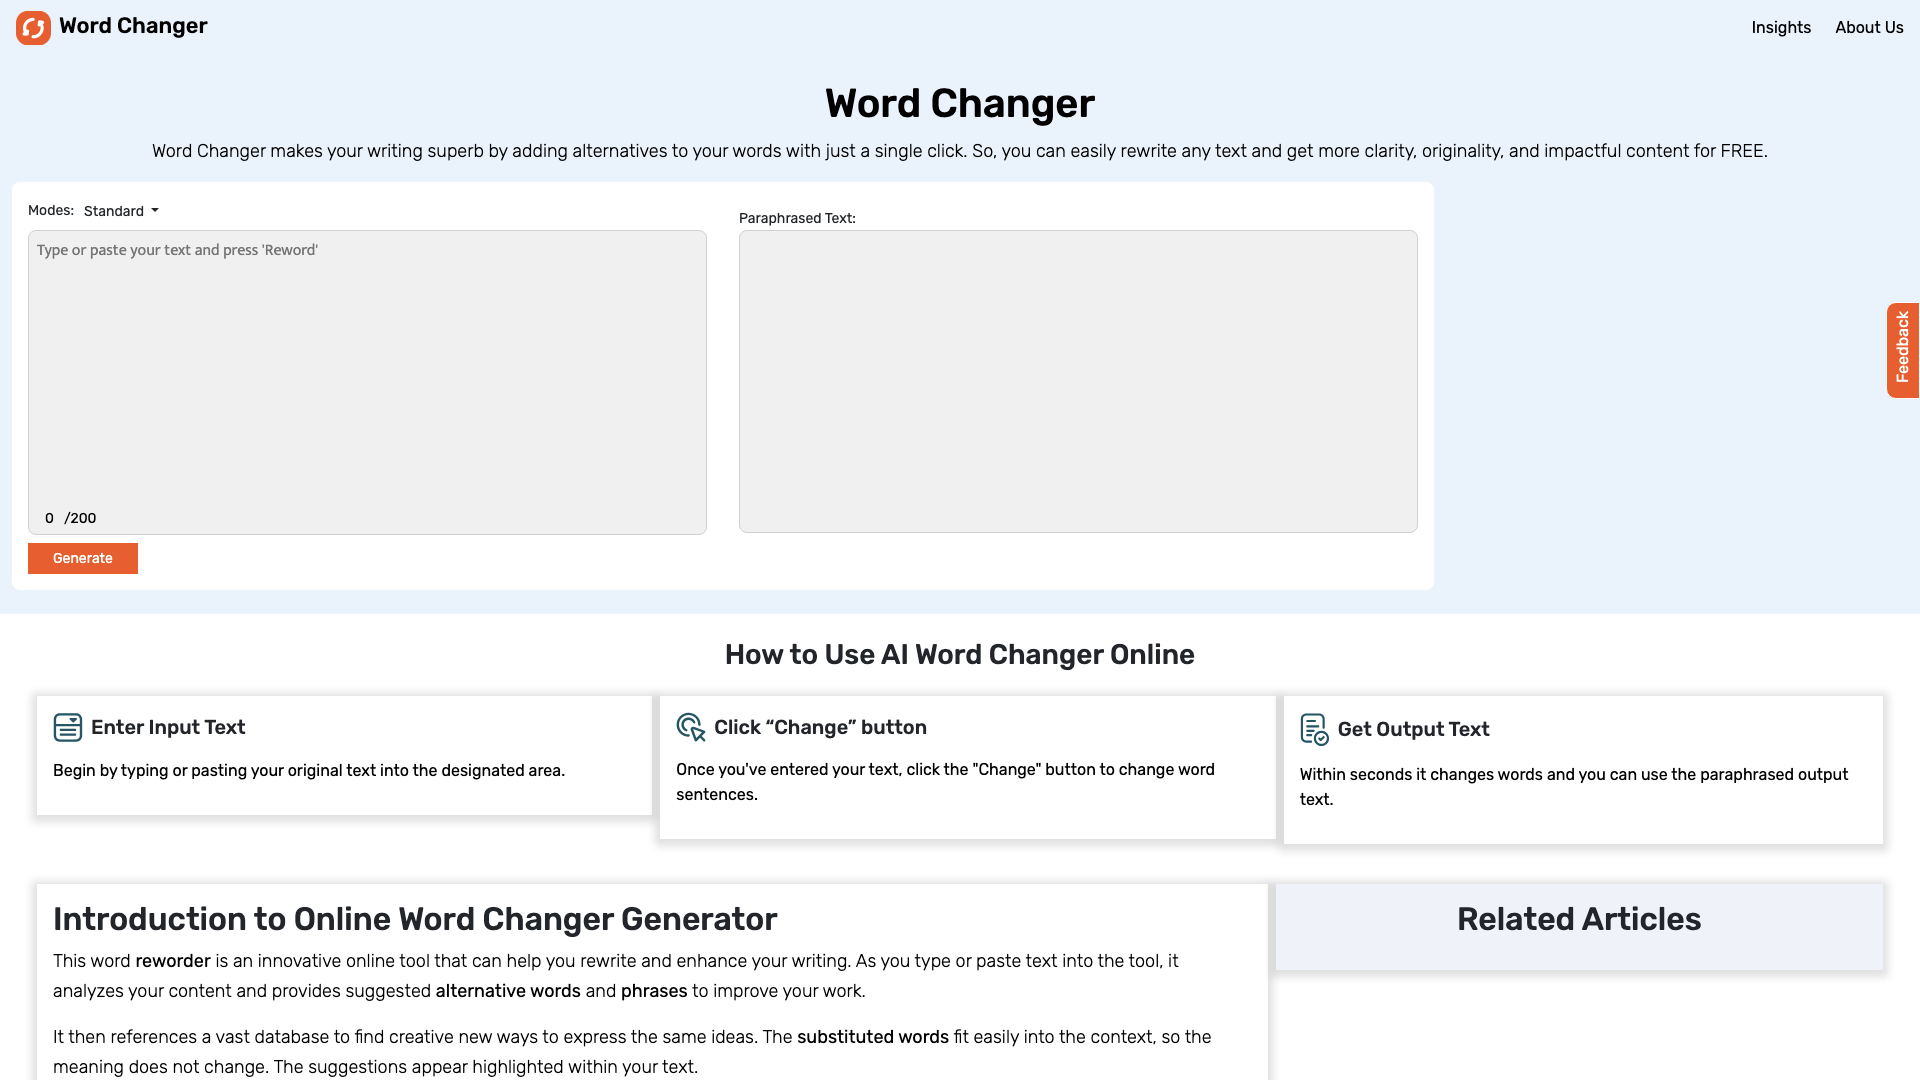 Word Changer
Insights
About Us
Word Changer
Word Changer makes your writing superb by adding alternatives to your words with just a single click. So, you can easily rewrite any text and get more clarity, originality, and impactful content for FREE.
Modes: Standard
Paraphrased Text:
Type or paste your text and press 'Reword'
0 /200
Generate
Feedback
How to Use AI Word Changer Online
Enter Input Text
Begin by typing or pasting your original text into the designated area.
Click “Change” button
Once you've entered your text, click the "Change" button to change word
sentences.
Get Output Text
Within seconds it changes words and you can use the paraphrased output
text.
Introduction to Online Word Changer Generator
This word reworder is an innovative online tool that can help you rewrite and enhance your writing. As you type or paste text into the tool, it
analyzes your content and provides suggested alternative words and phrases to improve your work.
It then references a vast database to find creative new ways to express the same ideas. The substituted words fit easily into the context, so the
meaning does not change. The suggestions appear highlighted within your text.
Related Articles